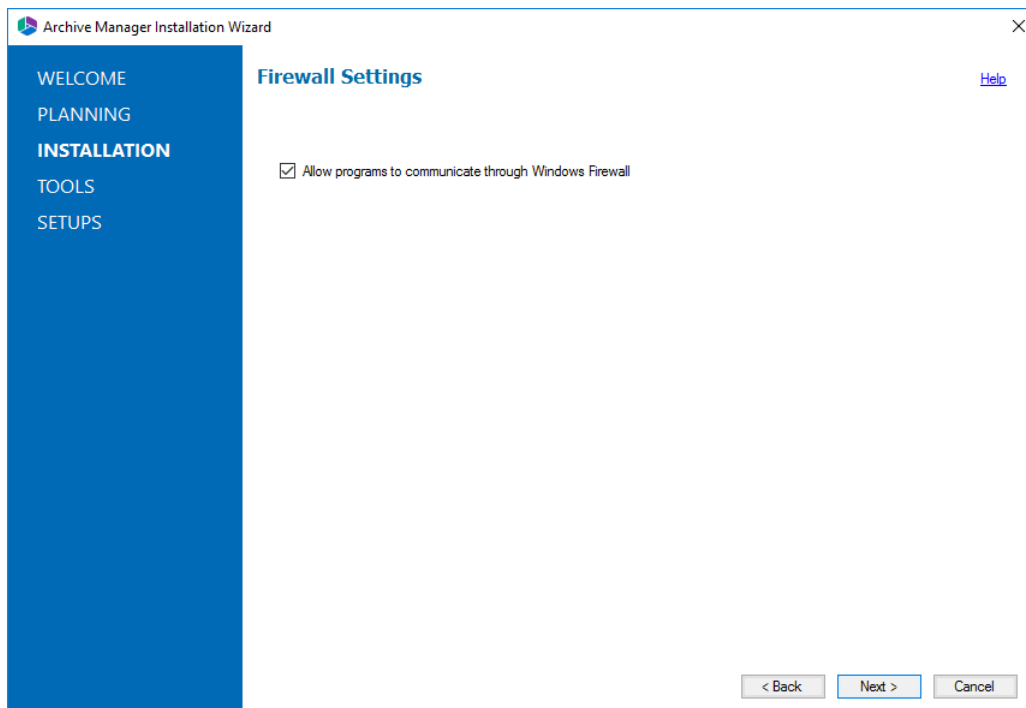 Archive Manager Installation Wizard
WELCOME
PLANNING
INSTALLATION
TOOLS
SETUPS
Firewall Settings
Help
Allow programs to communicate through Windows Firewall
< Back
Next >
Cancel